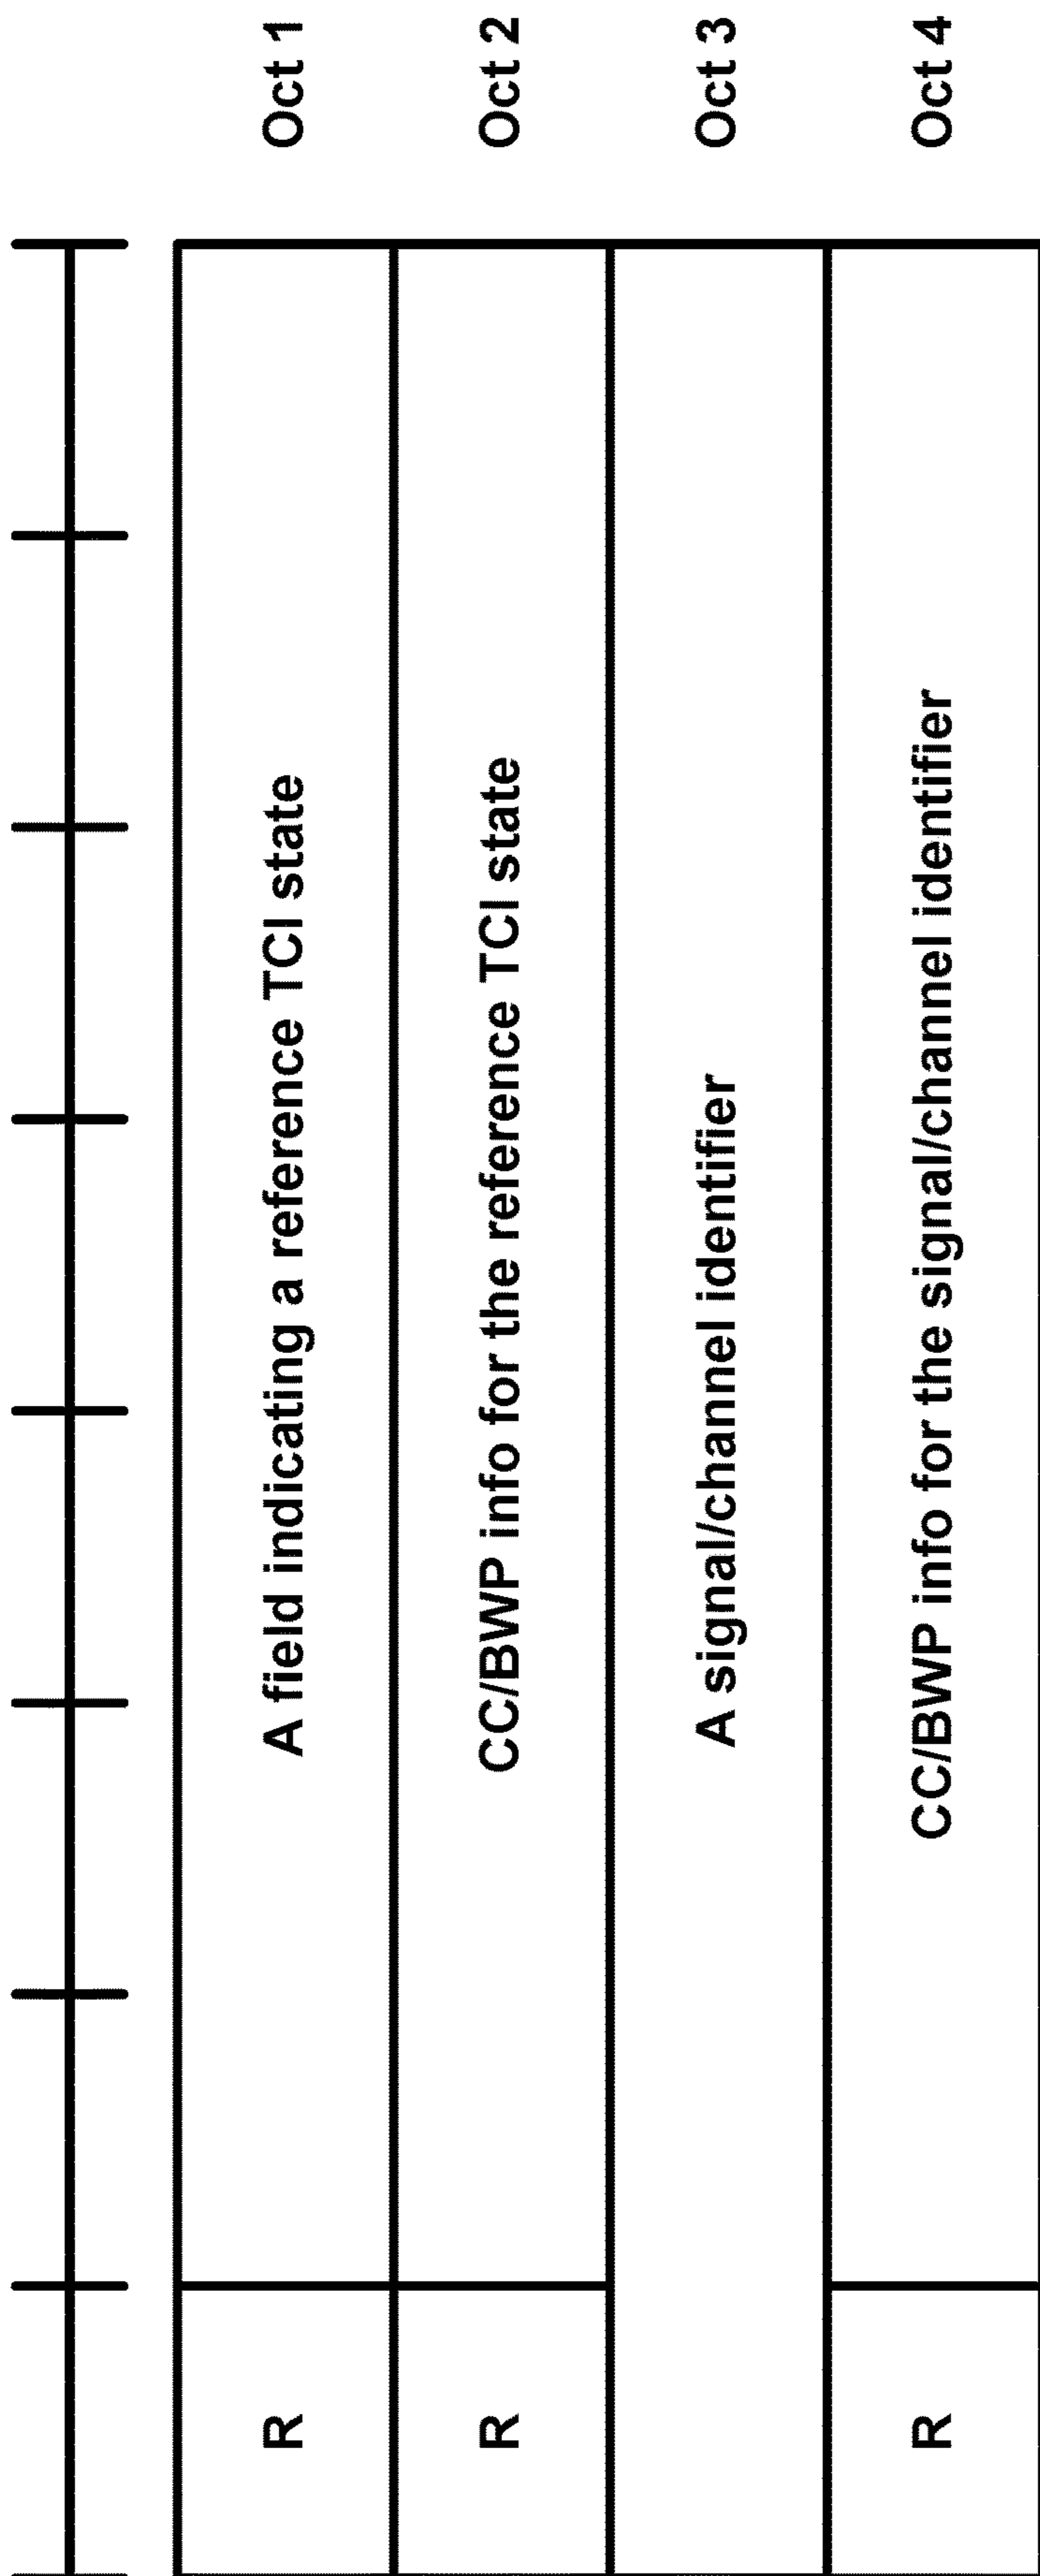 R A field indicating a reference TCI state Oct 1
R CC/BWP info for the reference TCI state Oct 2
A signal/channel identifier Oct 3
R CC/BWP info for the signal/channel identifier Oct 4